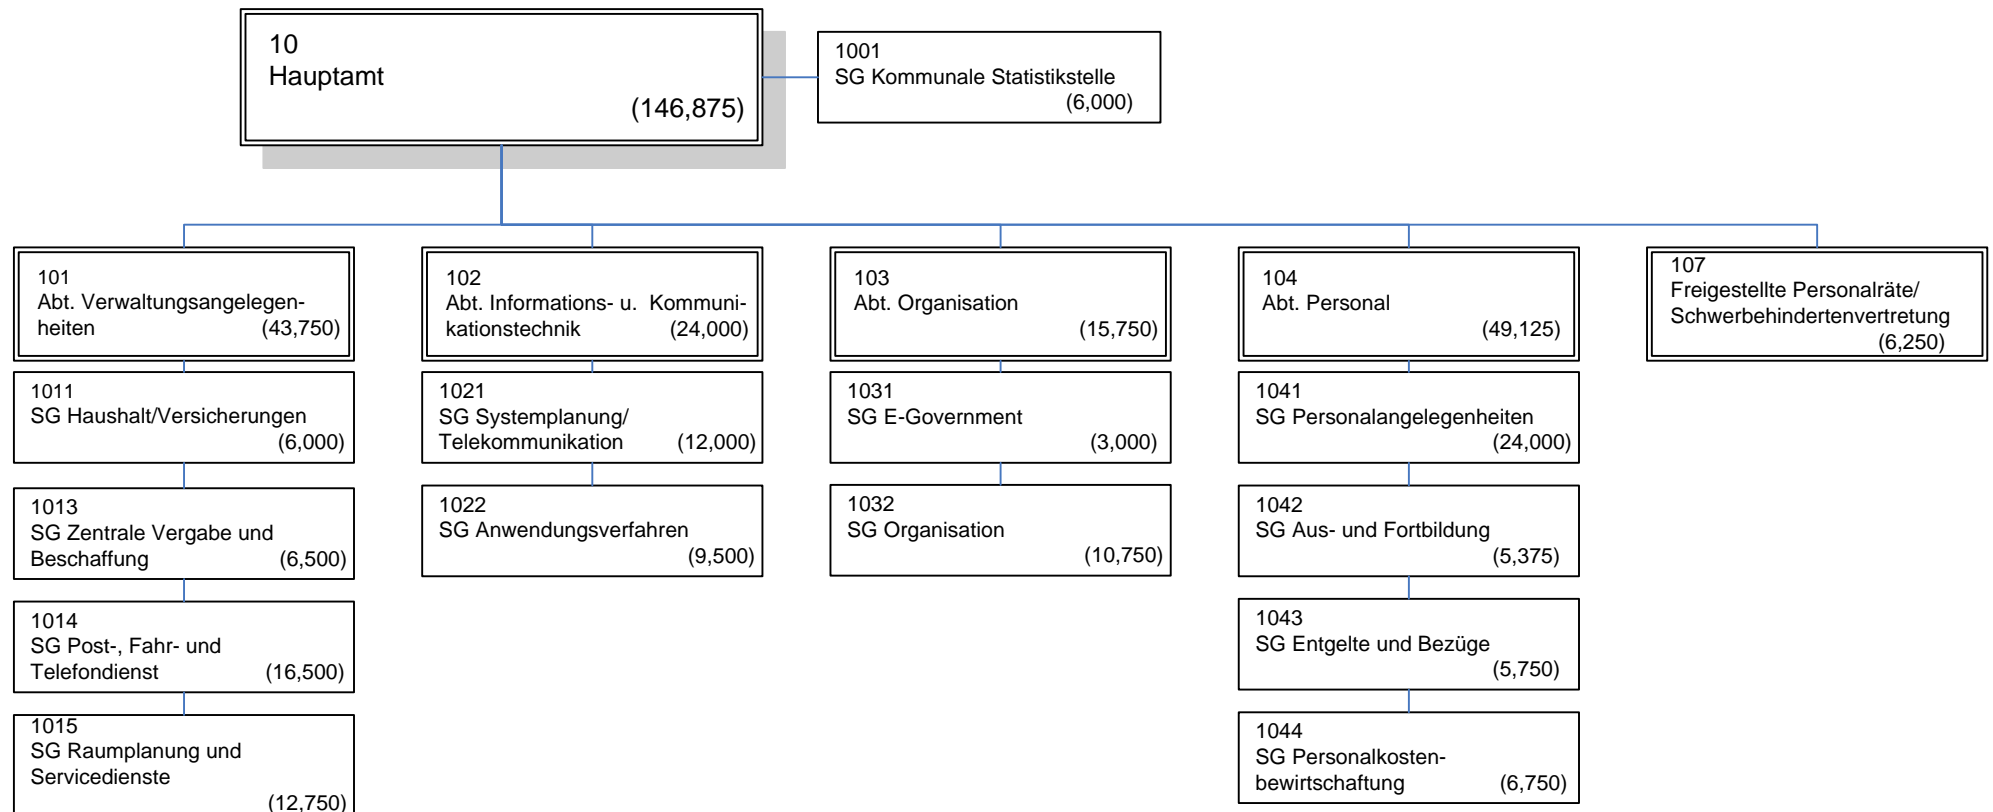 10
Hauptamt
(146,875)
1001
SG Kommunale Statistikstelle
(6,000)
101
Abt. Verwaltungsangelegen-
heiten (43,750)
1011
SG Haushalt/Versicherungen
(6,000)
1013
SG Zentrale Vergabe und
Beschaffung (6,500)
1014
SG Post-, Fahr- und
Telefondienst (16,500)
1015
SG Raumplanung und
Servicedienste
(12,750)
102
Abt. Informations- u. Kommuni-
kationstechnik (24,000)
1021
SG Systemplanung/
Telekommunikation (12,000)
1022
SG Anwendungsverfahren
(9,500)
103
Abt. Organisation
(15,750)
1031
SG E-Government
(3,000)
1032
SG Organisation
(10,750)
104
Abt. Personal
(49,125)
1041
SG Personalangelegenheiten
(24,000)
1042
SG Aus- und Fortbildung
(5,375)
1043
SG Entgelte und Bezüge
(5,750)
1044
SG Personalkosten-
bewirtschaftung (6,750)
107
Freigestellte Personalräte/
Schwerbehindertenvertretung
(6,250)